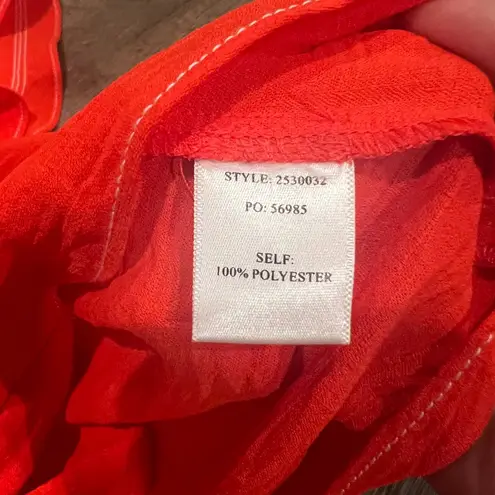 STYLE: 2530032
PO: 56985
SELF:
100% POLYESTER